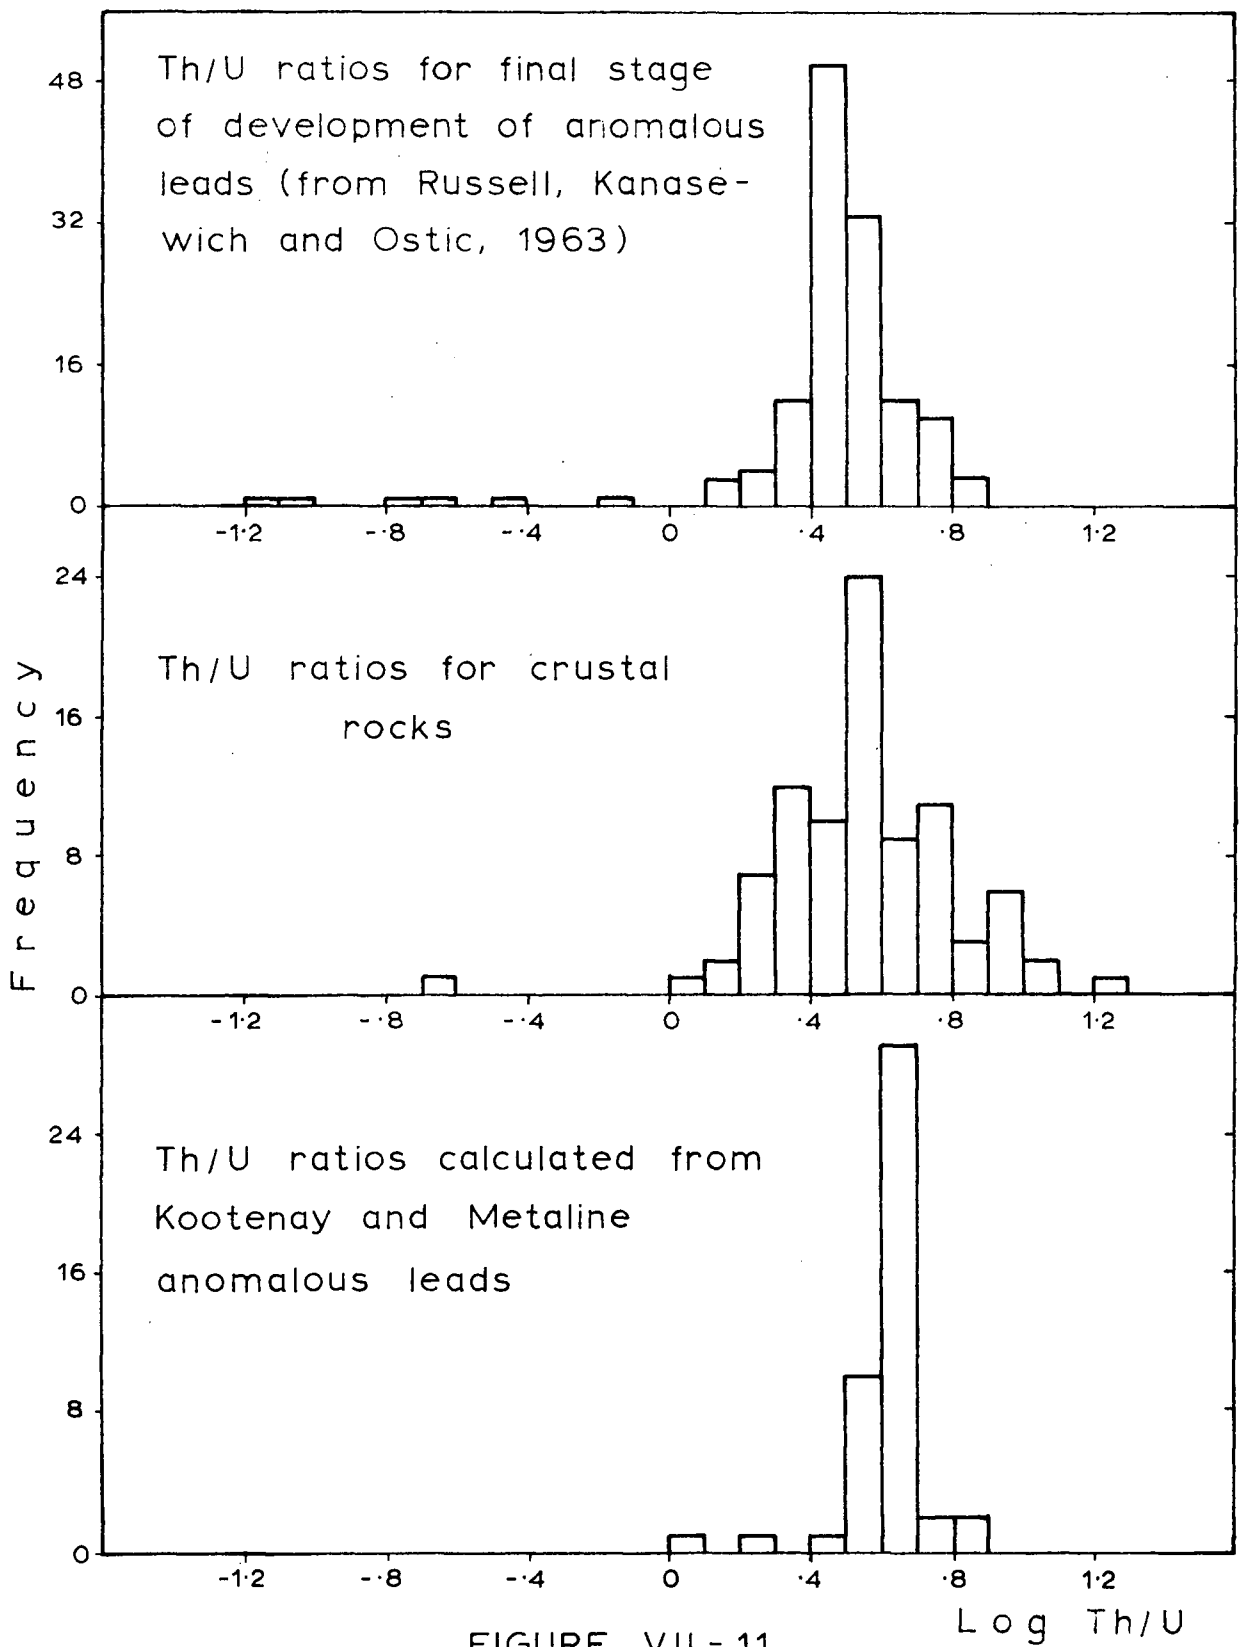 Th/U ratios for final stage
of development of anomalous
leads (from Russell, Kanase-
wich and Ostic, 1963)
48
32
16
0
-1.2 -.8 -.4 0 .4 .8 1.2
24
Th/U ratios for crustal
rocks
16
8
0
Frequency
-1.2 -.8 -.4 0 .4 .8 1.2
24
Th/U ratios calculated from
Kootenay and Metaline
anomalous leads
16
8
0
-1.2 -.8 -.4 0 .4 .8 1.2
Log Th/U
FIGURE VII-11